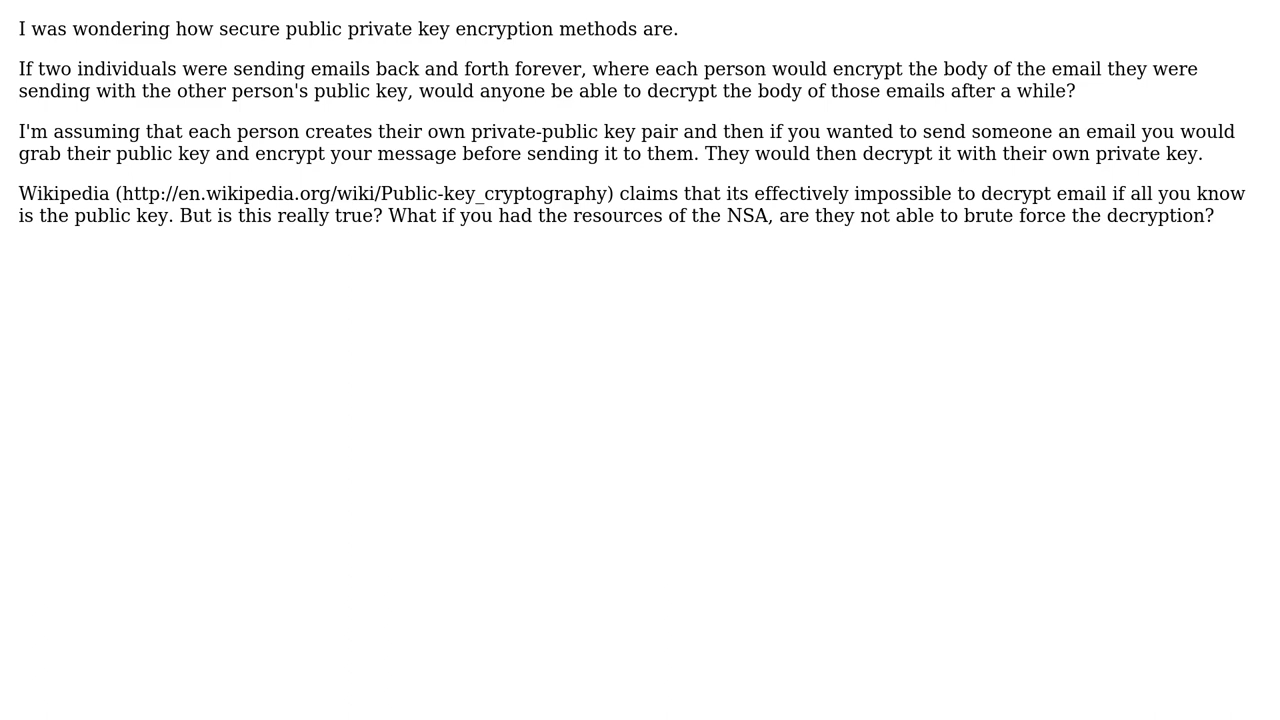 I was wondering how secure public private key encryption methods are.
If two individuals were sending emails back and forth forever, where each person would encrypt the body of the email they were
sending with the other person's public key, would anyone be able to decrypt the body of those emails after a while?
I'm assuming that each person creates their own private-public key pair and then if you wanted to send someone an email you would
grab their public key and encrypt your message before sending it to them. They would then decrypt it with their own private key.
Wikipedia (http://en.wikipedia.org/wiki/Public-key_cryptography) claims that its effectively impossible to decrypt email if all you know
is the public key. But is this really true? What if you had the resources of the NSA, are they not able to brute force the decryption?